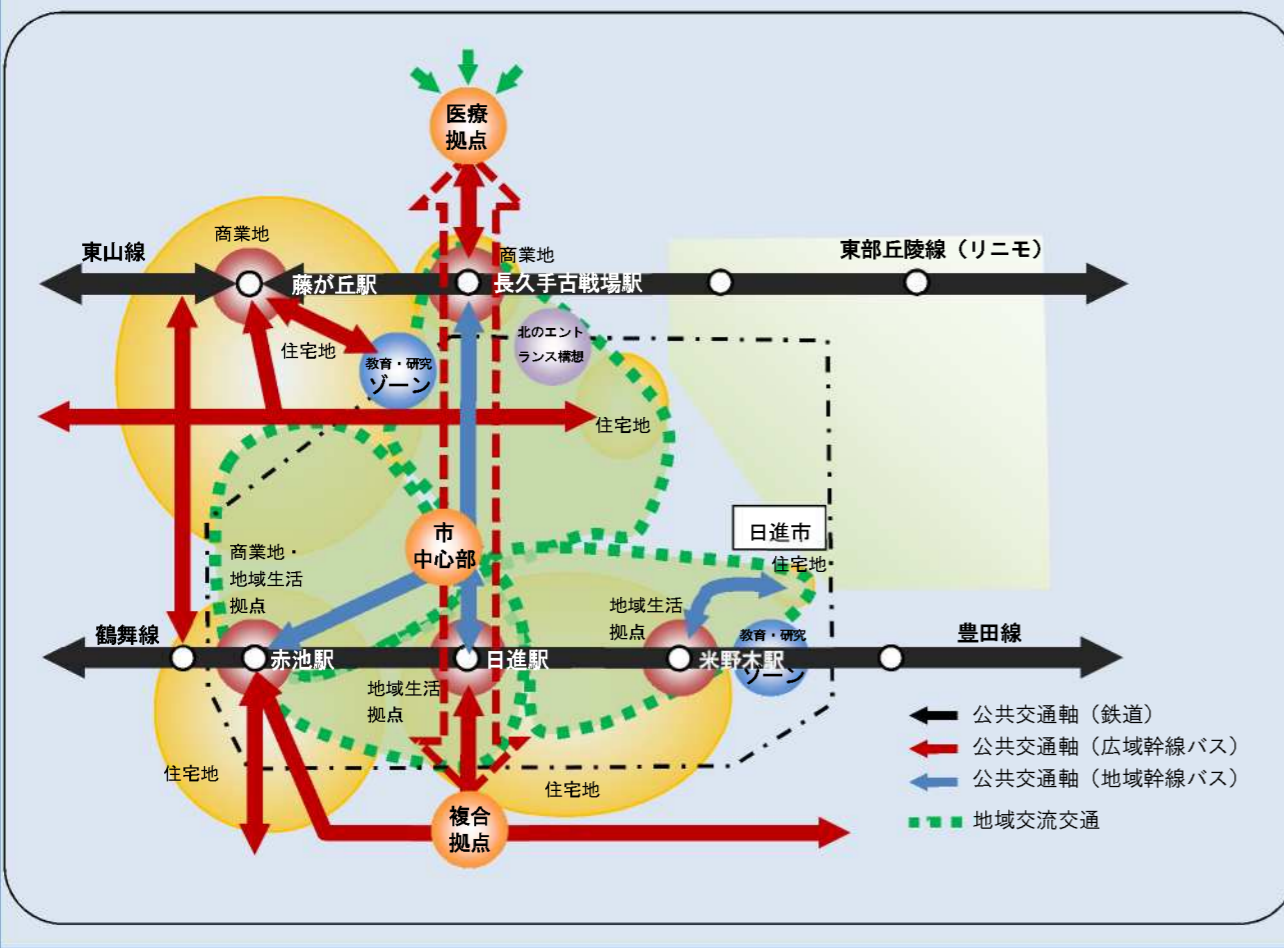 医療
拠点
商業地
東山線
藤が丘駅
商業地
長久手古戦場駅
東部丘陵線（リニモ）
住宅地
教育・研究
ゾーン
北のエント
ランス構想
住宅地
市
中心部
日進市
住宅地
商業地・
地域生活
拠点
地域生活
拠点
鶴舞線
赤池駅
日進駅
米野木駅
教育・研究
ゾーン
豊田線
地域生活
拠点
住宅地
住宅地
複合
拠点
公共交通軸（鉄道）
公共交通軸（広域幹線バス）
公共交通軸（地域幹線バス）
地域交流交通